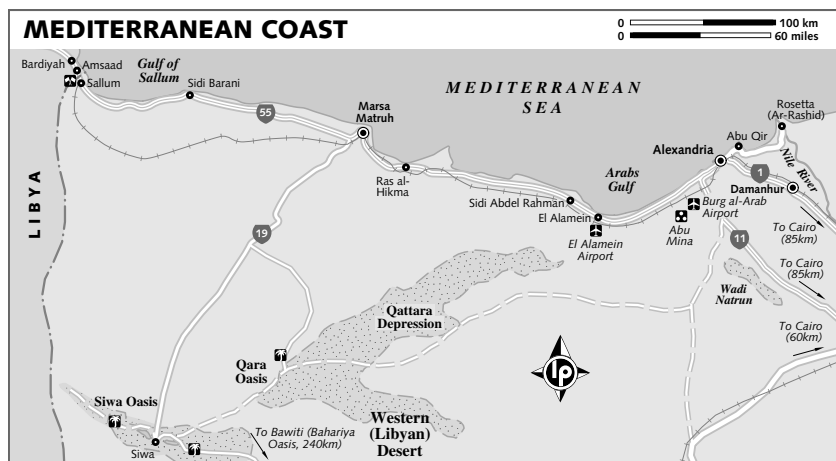 MEDITERRANEAN COAST
0 100 km
0 60 miles
Bardiyah
Amsaad
Sallum
Gulf of
Sallum
Sidi Barani
MEDITERRANEAN
SEA
Rosetta
(Ar-Rashid)
55
Marsa
Matruh
Abu Qir
Alexandria
Nile River
Ras al-
Hikma
Arabs
Gulf
1
Damanhur
LIBYA
Sidi Abdel Rahman
El Alamein
Burg al-Arab
Airport
Abu
Mina
To Cairo
(85km)
19
El Alamein
Airport
11
To Cairo
(85km)
Wadi
Natrun
Qattara
Depression
To Cairo
(60km)
Qara
Oasis
lp
Siwa Oasis
Western
(Libyan)
Desert
To Bawiti (Bahariya
Oasis, 240km)
Siwa